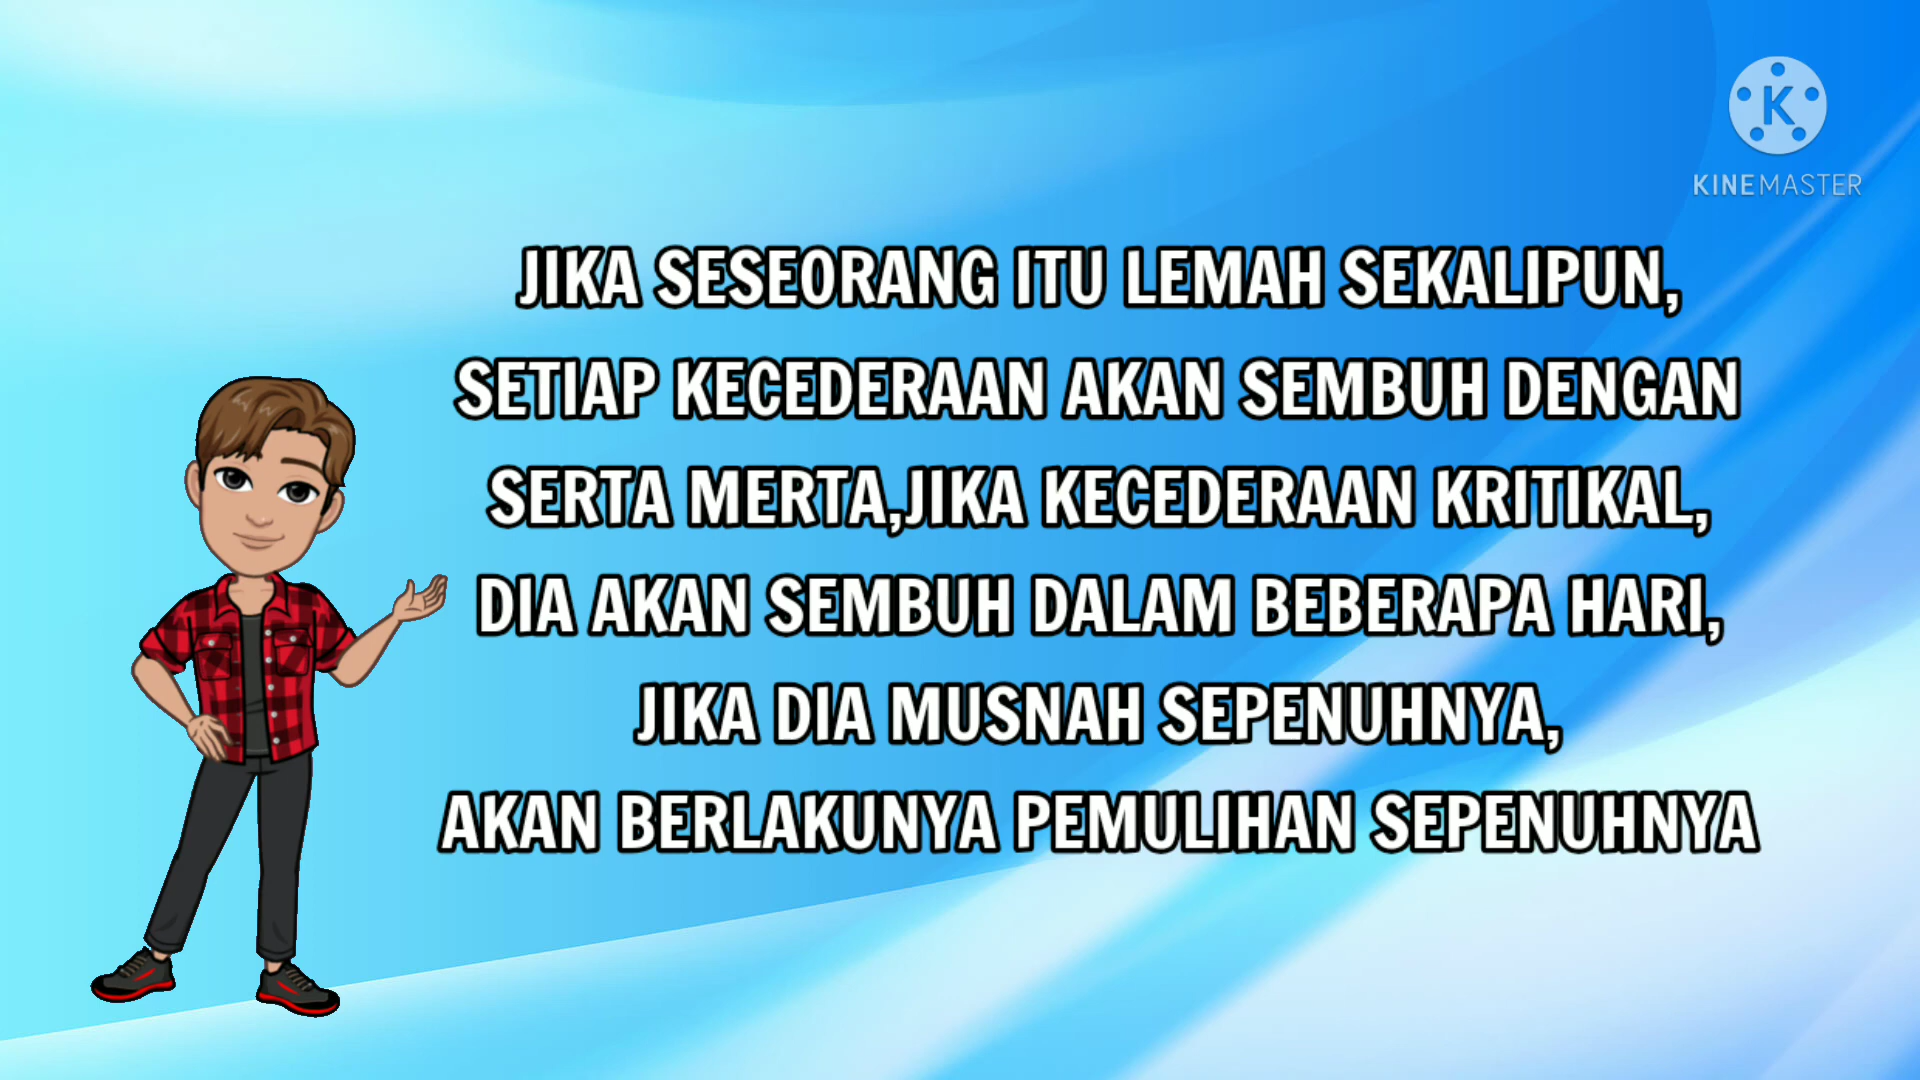 K
KINEMASTER
JIKA SESEORANG ITU LEMAH SEKALIPUN,
SETIAP KECEDERAAN AKAN SEMBUH DENGAN
SERTA MERTA,JIKA KECEDERAAN KRITIKAL,
DIA AKAN SEMBUH DALAM BEBERAPA HARI,
JIKA DIA MUSNAH SEPENUHNYA,
AKAN BERLAKUNYA PEMULIHAN SEPENUHNYA